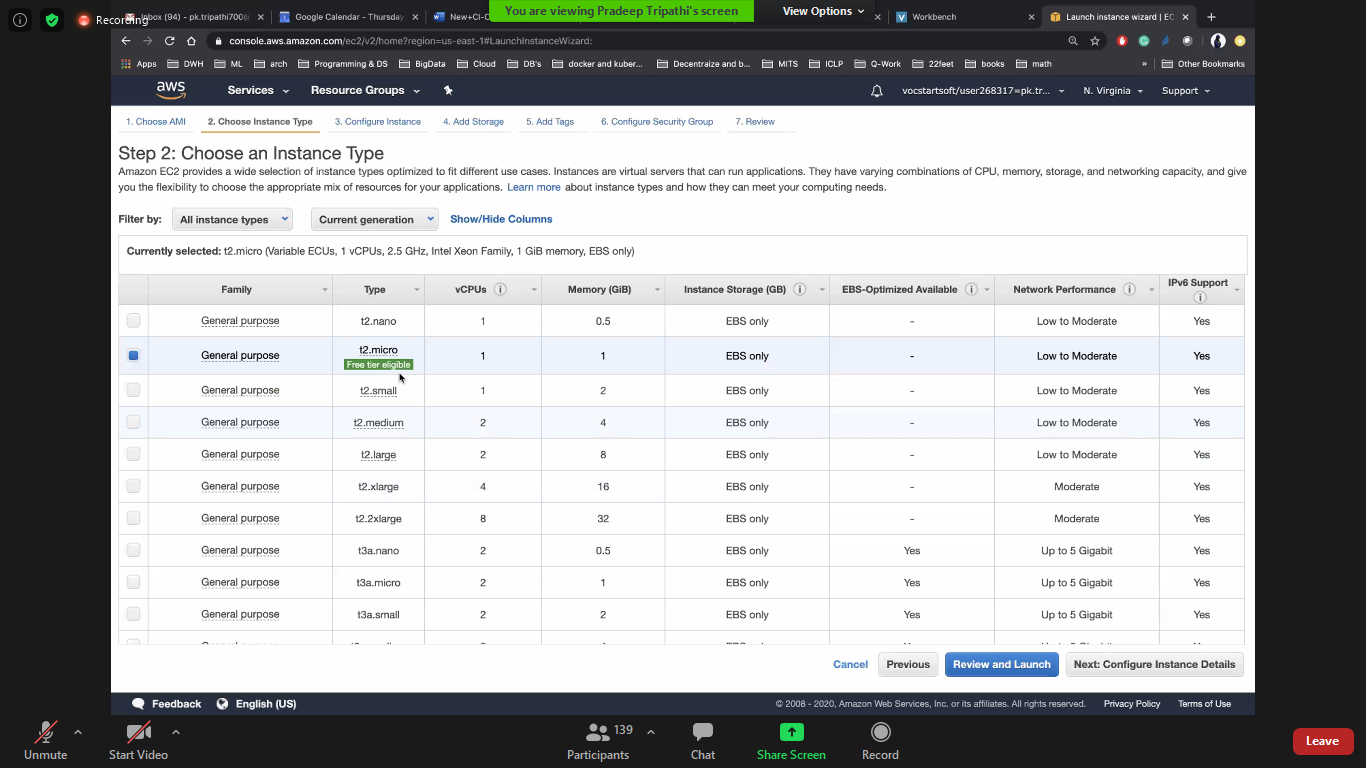 Recording
Inbox (94) - pk.tripathi700@
Google Calendar - Thursday
New+CI-C
You are viewing Pradeep Tripathi's screen
View Options
Workbench
Launch instance wizard | EC
console.aws.amazon.com/ec2/v2/home?region=us-east-1#LaunchInstanceWizard:
Apps DWH ML arch Programming & DS BigData Cloud DB's docker and kuber... Decentraize and b... MITS ICLP Q-Work 22feet books math » Other Bookmarks
aws Services Resource Groups vocstartsoft/user268317=pk.tr... N. Virginia Support
1. Choose AMI 2. Choose Instance Type 3. Configure Instance 4. Add Storage 5. Add Tags 6. Configure Security Group 7. Review
Step 2: Choose an Instance Type
Amazon EC2 provides a wide selection of instance types optimized to fit different use cases. Instances are virtual servers that can run applications. They have varying combinations of CPU, memory, storage, and networking capacity, and give
you the flexibility to choose the appropriate mix of resources for your applications. Learn more about instance types and how they can meet your computing needs.
Filter by: All instance types Current generation Show/Hide Columns
Currently selected: t2.micro (Variable ECUs, 1 vCPUs, 2.5 GHz, Intel Xeon Family, 1 GiB memory, EBS only)
Family Type vCPUs Memory (GiB) Instance Storage (GB) EBS-Optimized Available Network Performance IPv6 Support
General purpose t2.nano 1 0.5 EBS only - Low to Moderate Yes
General purpose t2.micro 1 1 EBS only - Low to Moderate Yes
Free tier eligible
General purpose t2.small 1 2 EBS only - Low to Moderate Yes
General purpose t2.medium 2 4 EBS only - Low to Moderate Yes
General purpose t2.large 2 8 EBS only - Low to Moderate Yes
General purpose t2.xlarge 4 16 EBS only - Moderate Yes
General purpose t2.2xlarge 8 32 EBS only - Moderate Yes
General purpose t3a.nano 2 0.5 EBS only Yes Up to 5 Gigabit Yes
General purpose t3a.micro 2 1 EBS only Yes Up to 5 Gigabit Yes
General purpose t3a.small 2 2 EBS only Yes Up to 5 Gigabit Yes
Cancel Previous Review and Launch Next: Configure Instance Details
Feedback English (US) © 2008 - 2020, Amazon Web Services, Inc. or its affiliates. All rights reserved. Privacy Policy Terms of Use
Unmute Start Video Participants 139 Chat Share Screen Record Leave